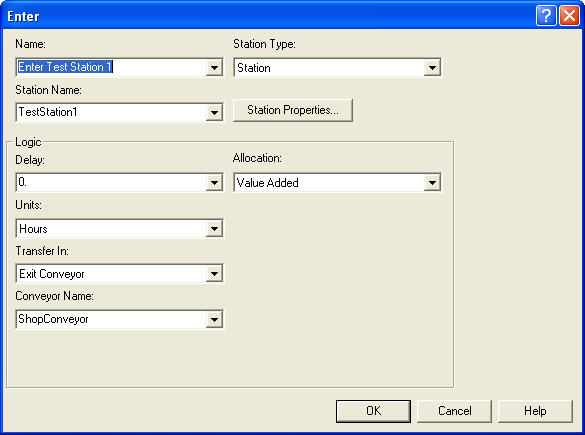 Enter
Name:
Station Type:
Enter Test Station 1
Station
Station Name:
TestStation1
Station Properties...
Logic
Delay:
Allocation:
0.
Value Added
Units:
Hours
Transfer In:
Exit Conveyor
Conveyor Name:
ShopConveyor
OK
Cancel
Help